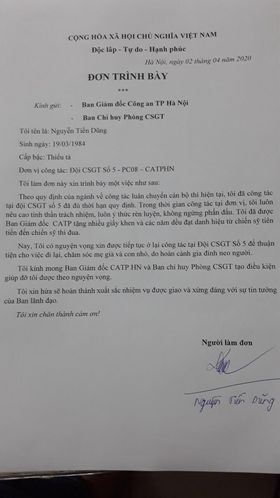 CỘNG HÒA XÃ HỘI CHỦ NGHĨA VIỆT NAM
Độc lập - Tự do - Hạnh phúc
Hà Nội, ngày 02 tháng 04 năm 2020
ĐƠN TRÌNH BÀY
***
Kính gửi: - Ban Giám đốc Công an TP Hà Nội
- Ban Chỉ huy Phòng CSGT
Tôi tên là: Nguyễn Tiến Dũng
Sinh ngày: 19/03/1984
Cấp bậc: Thiếu tá
Đơn vị công tác: Đội CSGT Số 5 - PC08 – CATPHN
Tôi làm đơn này xin trình bày một việc như sau:
Theo quy định của ngành về công tác luân chuyển cán bộ thì hiện tại, tôi đã công tác
tại đội CSGT số 5 đã đủ thời hạn quy định. Trong thời gian công tác tại đơn vị, tôi luôn
nêu cao tinh thần trách nhiệm, luôn ý thức rèn luyện, không ngừng phấn đấu. Tôi đã được
Ban Giám đốc CATP tặng nhiều giấy khen và các năm đều đạt danh hiệu từ chiến sỹ tiên
tiến đến chiến sỹ thi đua.
Nay, Tôi có nguyện vọng xin được tiếp tục ở lại công tác tại Đội CSGT Số 5 để thuận
tiện cho việc đi lại, chăm sóc mẹ già và con nhỏ, do hoàn cảnh gia đình neo người.
Tôi kính mong Ban Giám đốc CATP HN và Ban chỉ huy Phòng CSGT tạo điều kiện
giúp đỡ tôi được theo nguyện vọng.
Tôi xin hứa sẽ hoàn thành xuất sắc nhiệm vụ được giao và xứng đáng với sự tin tưởng
của Ban lãnh đạo.
Tôi xin chân thành cảm ơn!
Người làm đơn
Nguyễn Tiến Dũng